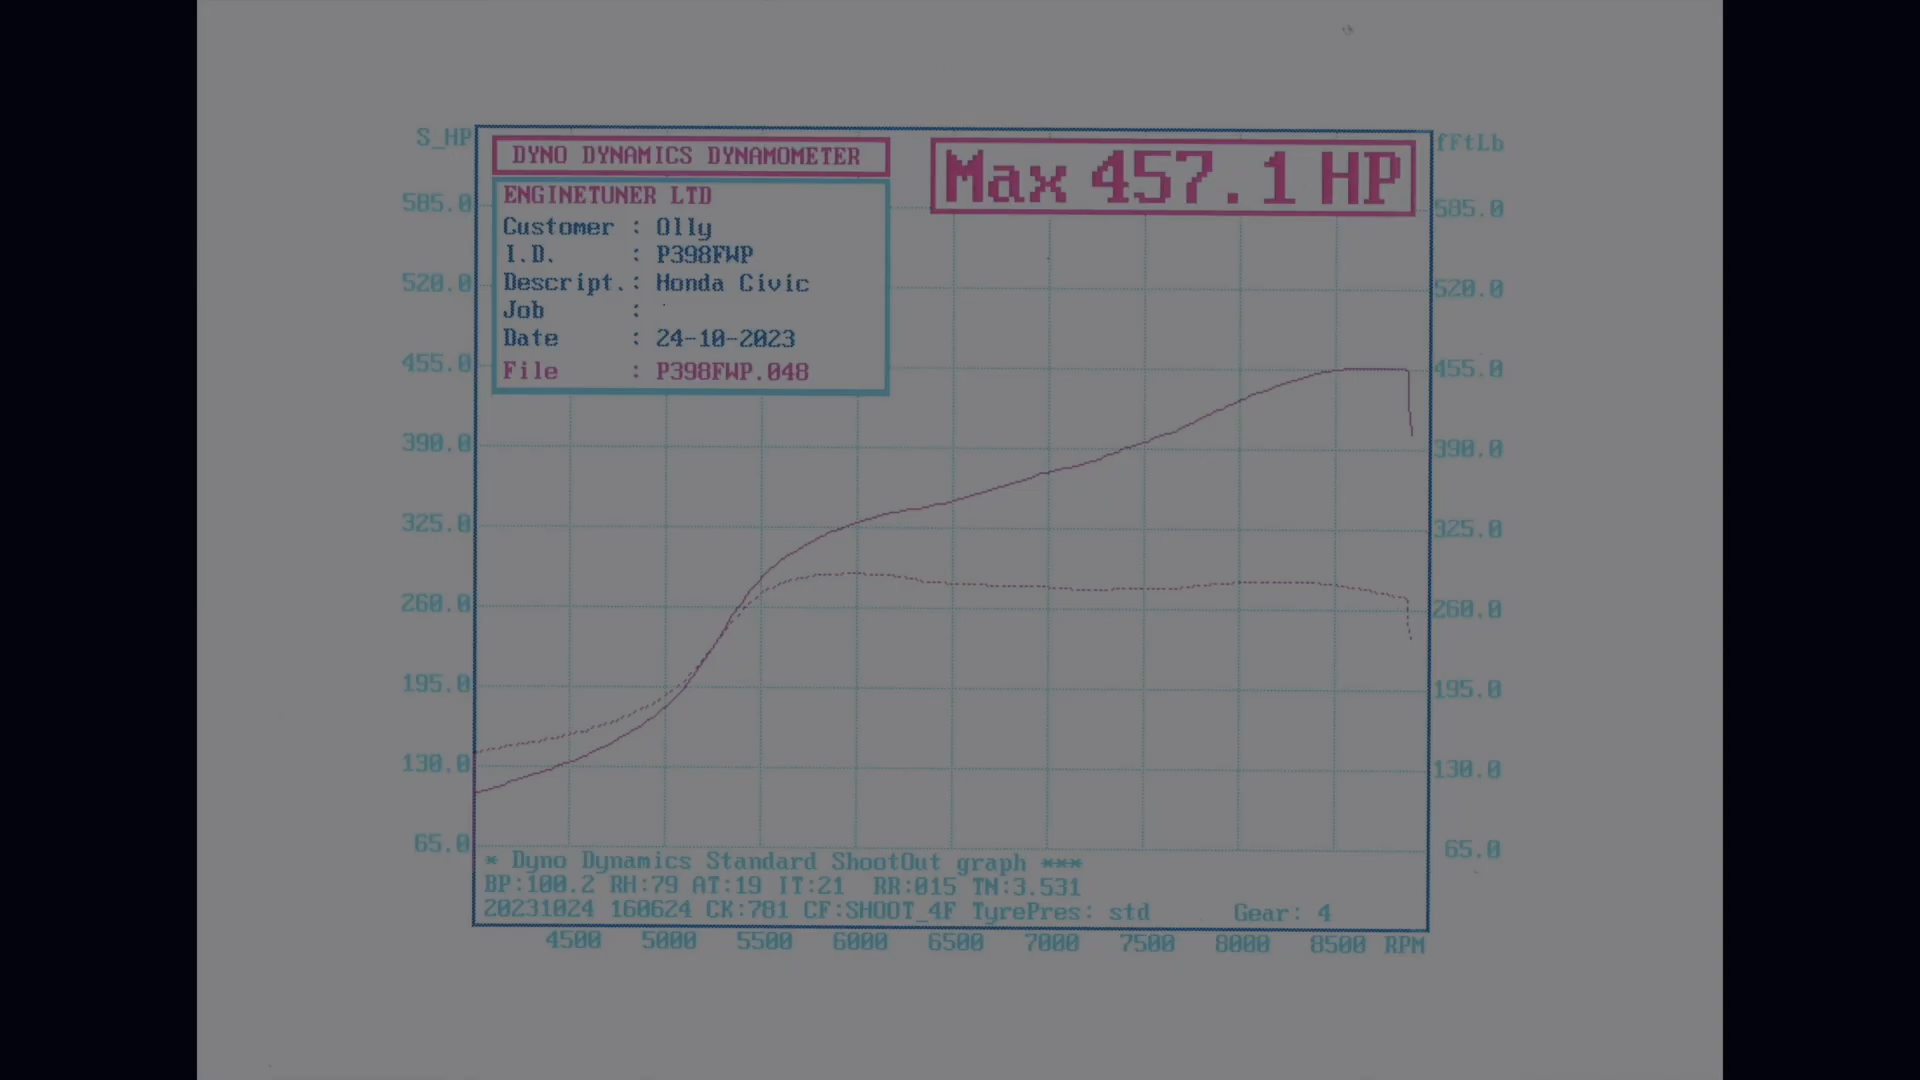 S_HP
fFtLb
DYNO DYNAMICS DYNAMOMETER
Max 457.1 HP
ENGINETUNER LTD
Customer : Olly
I.D. : P398FWP
Descript.: Honda Civic
Job :
Date : 24-10-2023
File : P398FWP.048
585.0 585.0
520.0 520.0
455.0 455.0
390.0 390.0
325.0 325.0
260.0 260.0
195.0 195.0
130.0 130.0
65.0 65.0
* Dyno Dynamics Standard ShootOut graph ***
BP:100.2 RH:79 AT:19 IT:21 RR:015 TN:3.531
20231024 160624 CK:781 CF:SHOOT_4F TyrePres: std Gear: 4
4500 5000 5500 6000 6500 7000 7500 8000 8500 RPM